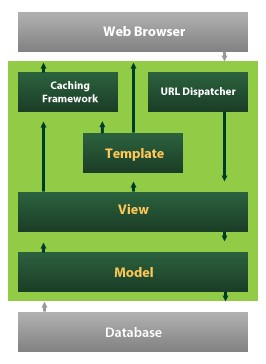 Web Browser
Caching
Framework
URL Dispatcher
Template
View
Model
Database